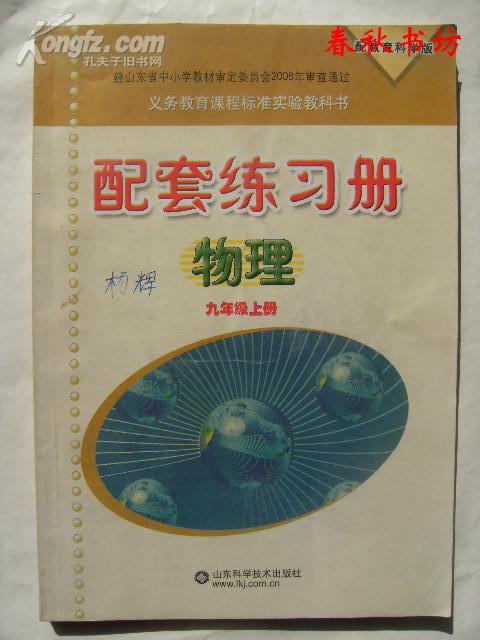 Kongfz.com
孔夫子旧书网
春秋书坊
配教育科学版
经山东省中小学教材审定委员会2008年审查通过
义务教育课程标准实验教科书
配套练习册
物理
杨辉
九年级上册
山东科学技术出版社
www.lkj.com.cn